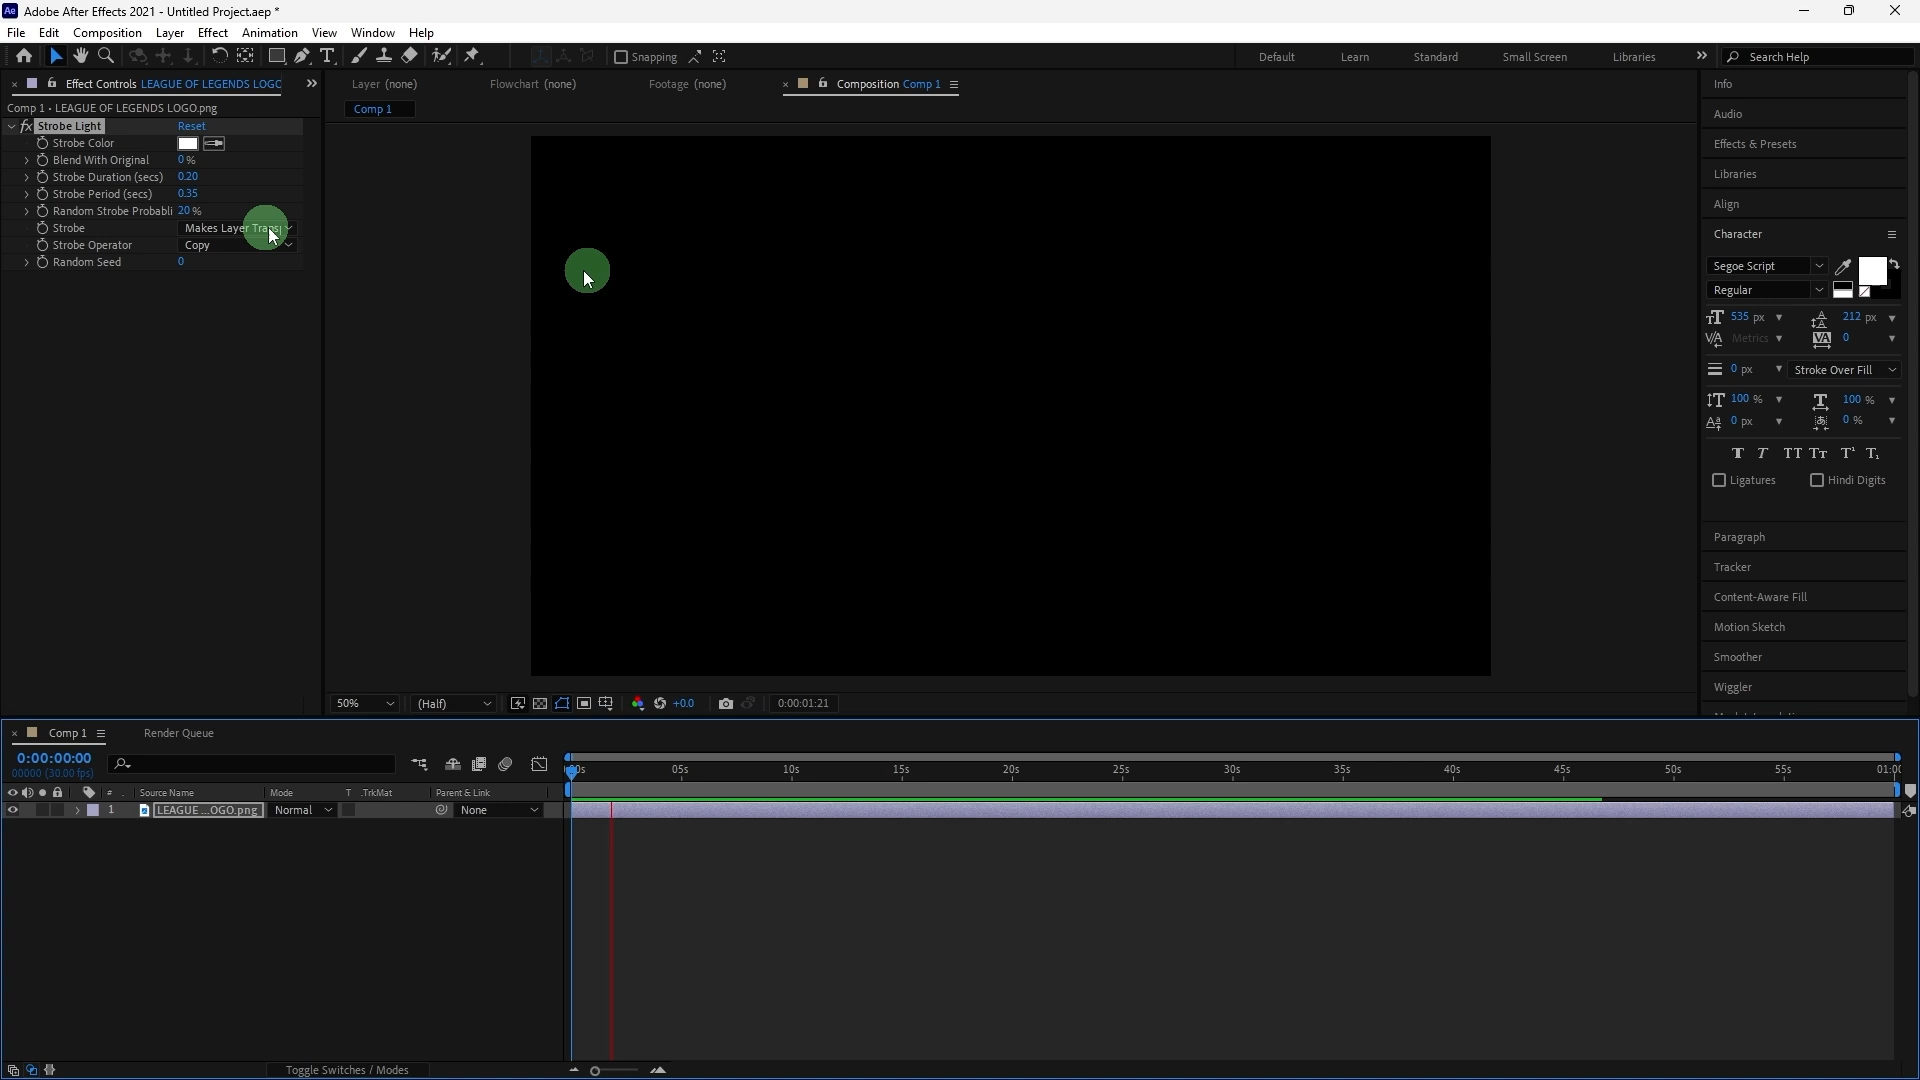 Ae Adobe After Effects 2021 - Untitled Project.aep *
File Edit Composition Layer Effect Animation View Window Help
Snapping
Default Learn Standard Small Screen Libraries Search Help
Effect Controls LEAGUE OF LEGENDS LOGO
Layer (none) Flowchart (none) Footage (none) Composition Comp 1
Comp 1 • LEAGUE OF LEGENDS LOGO.png
Comp 1
fx Strobe Light Reset
Strobe Color
Blend With Original 0 %
Strobe Duration (secs) 0.20
Strobe Period (secs) 0.35
Random Strobe Probabli 20 %
Strobe Makes Layer Transp
Strobe Operator Copy
Random Seed 0
Info
Audio
Effects & Presets
Libraries
Align
Character
Segoe Script
Regular
535 px 212 px
Metrics 0
0 px Stroke Over Fill
100 % 100 %
0 px 0 %
T T TT Tt T¹ T₁
Ligatures Hindi Digits
Paragraph
Tracker
Content-Aware Fill
Motion Sketch
Smoother
Wiggler
50% (Half) +0.0 0:00:01:21
Comp 1 Render Queue
0:00:00:00
00000 (30.00 fps)
05s 10s 15s 20s 25s 30s 35s 40s 45s 50s 55s
# . Source Name Mode T .TrkMat Parent & Link
1 LEAGUE ...OGO.png Normal None
Toggle Switches / Modes